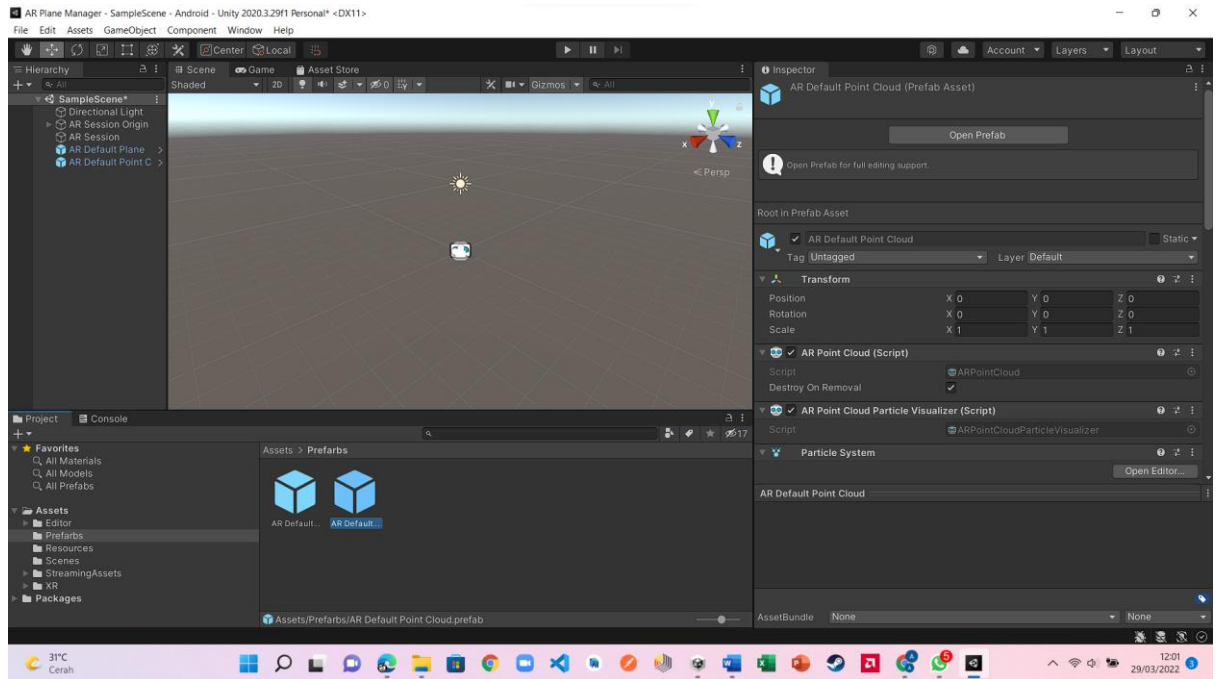 AR Plane Manager - SampleScene - Android - Unity 2020.3.29f1 Personal* <DX11>
File Edit Assets GameObject Component Window Help
Center Local
Account Layers Layout
Hierarchy
All
SampleScene*
Directional Light
AR Session Origin
AR Session
AR Default Plane
AR Default Point C
Scene Game Asset Store
Shaded 2D 0 Gizmos All
y
x z
Persp
Project Console
17
Favorites
All Materials
All Models
All Prefabs
Assets
Editor
Prefarbs
Resources
Scenes
StreamingAssets
XR
Packages
Assets > Prefarbs
AR Default... AR Default...
Assets/Prefarbs/AR Default Point Cloud.prefab
Inspector
AR Default Point Cloud (Prefab Asset)
Open Prefab
Open Prefab for full editing support.
Root in Prefab Asset
AR Default Point Cloud Static
Tag Untagged Layer Default
Transform
Position X 0 Y 0 Z 0
Rotation X 0 Y 0 Z 0
Scale X 1 Y 1 Z 1
AR Point Cloud (Script)
Script ARPointCloud
Destroy On Removal
AR Point Cloud Particle Visualizer (Script)
Script ARPointCloudParticleVisualizer
Particle System
Open Editor...
AR Default Point Cloud
AssetBundle None None
31°C
Cerah
12:01
29/03/2022
3